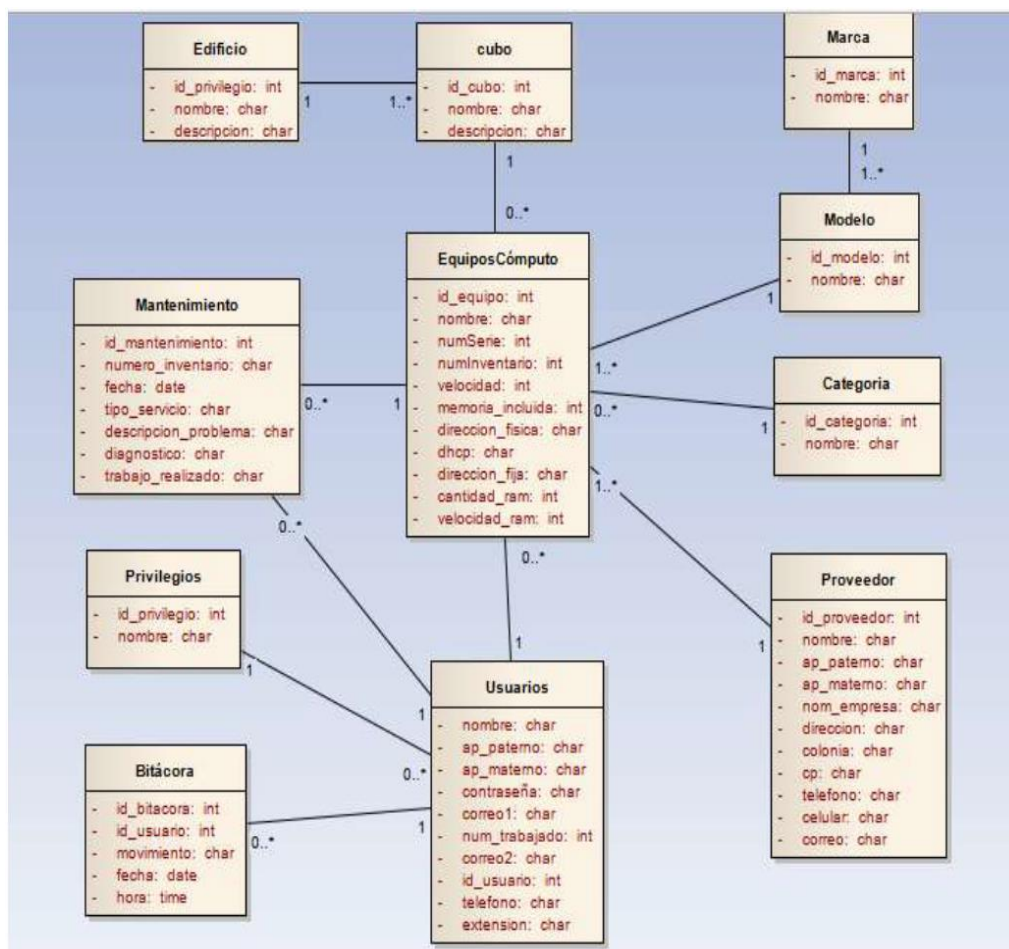 Edificio
- id_privilegio: int
- nombre: char
- descripcion: char
1
1..*
cubo
- id_cubo: int
- nombre: char
- descripcion: char
1
0..*
Marca
- id_marca: int
- nombre: char
1
1..*
Modelo
- id_modelo: int
- nombre: char
1
1..*
EquiposCómputo
- id_equipo: int
- nombre: char
- numSerie: int
- numInventario: int
- velocidad: int
- memoria_incluida: int
- direccion_fisica: char
- dhcp: char
- direccion_fija: char
- cantidad_ram: int
- velocidad_ram: int
Mantenimiento
- id_mantenimiento: int
- numero_inventario: char
- fecha: date
- tipo_servicio: char
- descripcion_problema: char
- diagnostico: char
- trabajo_realizado: char
0..*
1
0..*
1
Categoria
- id_categoria: int
- nombre: char
0..*
1
1..*
1
Proveedor
- id_proveedor: int
- nombre: char
- ap_paterno: char
- ap_materno: char
- nom_empresa: char
- direccion: char
- colonia: char
- cp: char
- telefono: char
- celular: char
- correo: char
Privilegios
- id_privilegio: int
- nombre: char
1
0..*
0..*
1
Usuarios
- nombre: char
- ap_paterno: char
- ap_materno: char
- contraseña: char
- correo1: char
- num_trabajado: int
- correo2: char
- id_usuario: int
- telefono: char
- extension: char
Bitácora
- id_bitacora: int
- id_usuario: int
- movimiento: char
- fecha: date
- hora: time
0..*
1